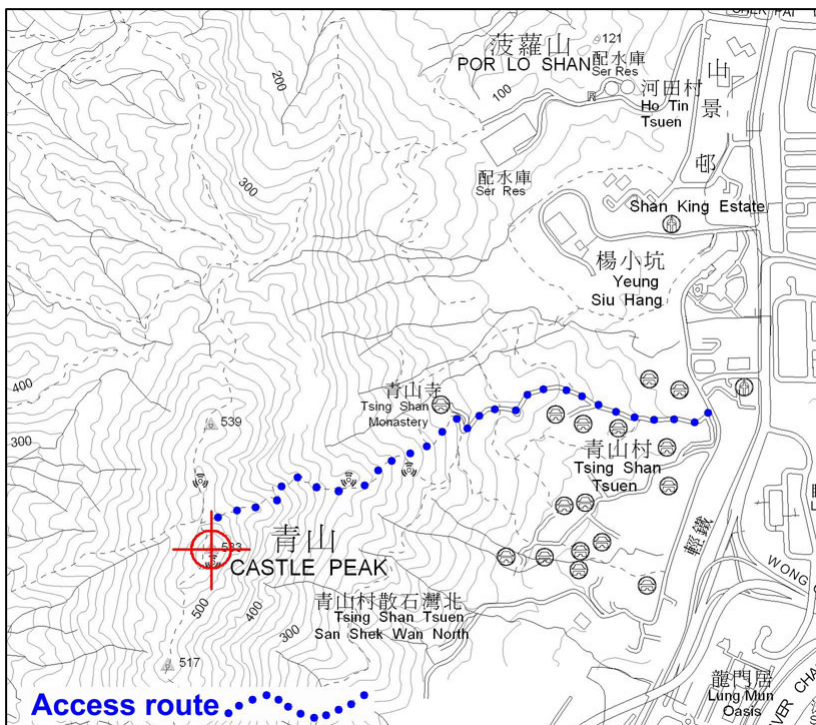 菠蘿山
POR LO SHAN
121
配水庫
Ser Res
河田村
Ho Tin
Tsuen
山
景
邨
200
100
300
配水庫
Ser Res
Shan King Estate
楊小坑
Yeung
Siu Hang
400
300
539
青山寺
Tsing Shan
Monastery
青山村
Tsing Shan
Tsuen
輕鐵
青山
CASTLE PEAK
500
400
300
517
青山村散石灣北
Tsing Shan Tsuen
San Shek Wan North
WONG
龍門居
Lung Mun
Oasis
Access route